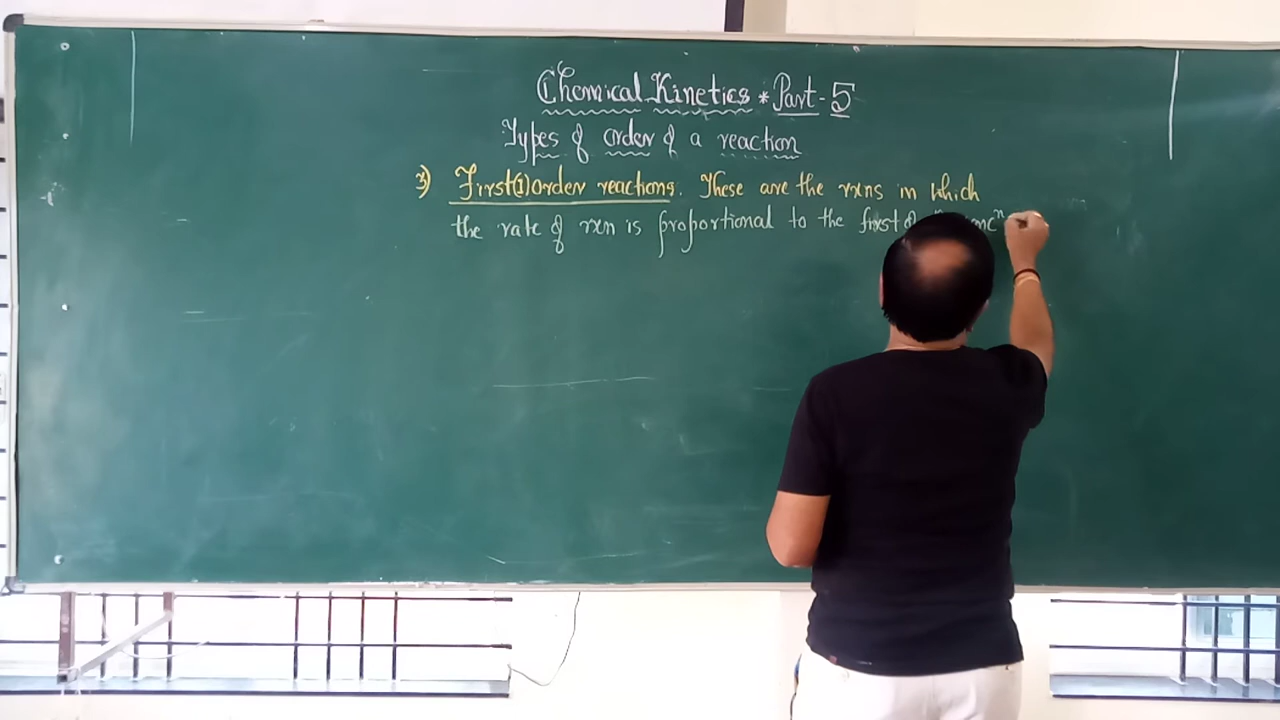 Chemical Kinetics * Part - 5
Types of order of a reaction
3) First(1)Order reactions. These are the rxns in which
the rate of rxn is proportional to the first of